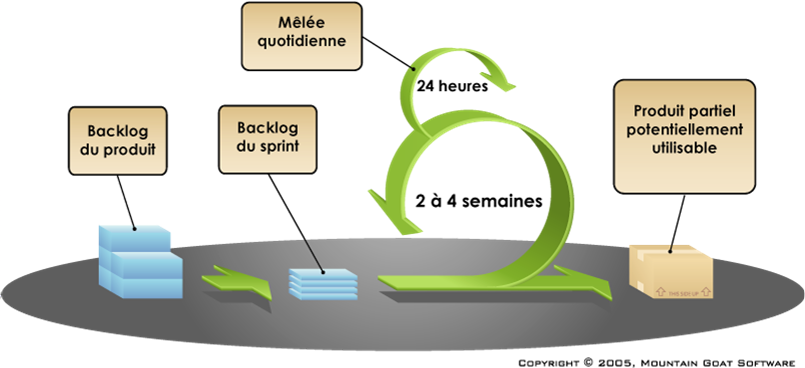 Mêlée
quotidienne
24 heures
Backlog
du produit
Backlog
du sprint
Produit partiel
potentiellement
utilisable
2 à 4 semaines
THIS SIDE UP
Copyright © 2005, Mountain Goat Software